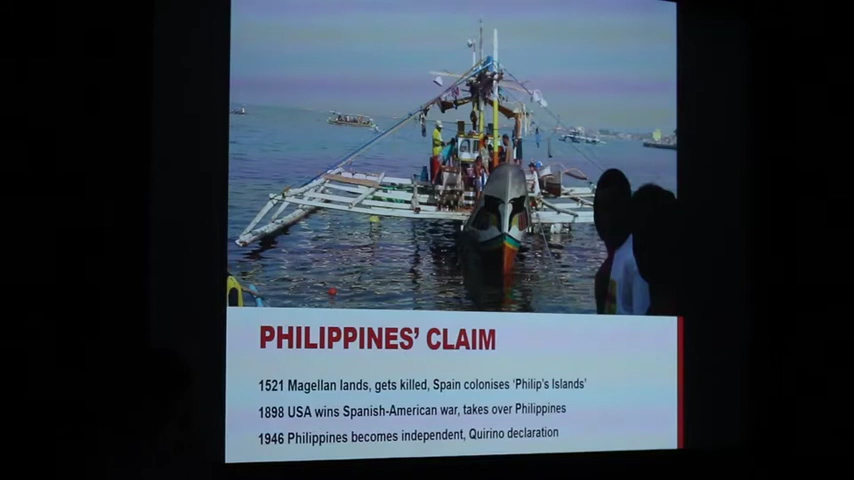 PHILIPPINES’ CLAIM
1521 Magellan lands, gets killed, Spain colonises ‘Philip’s Islands’
1898 USA wins Spanish-American war, takes over Philippines
1946 Philippines becomes independent, Quirino declaration